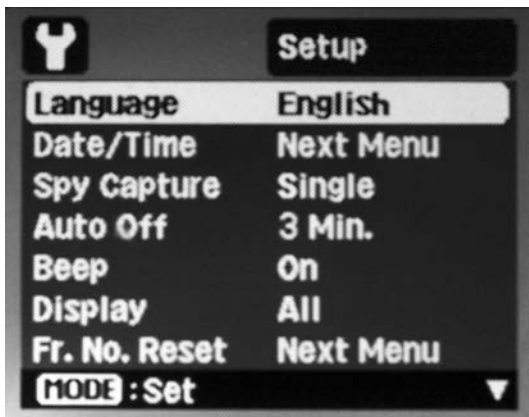 Setup
Language English
Date/Time Next Menu
Spy Capture Single
Auto Off 3 Min.
Beep On
Display All
Fr. No. Reset Next Menu
MODE :Set